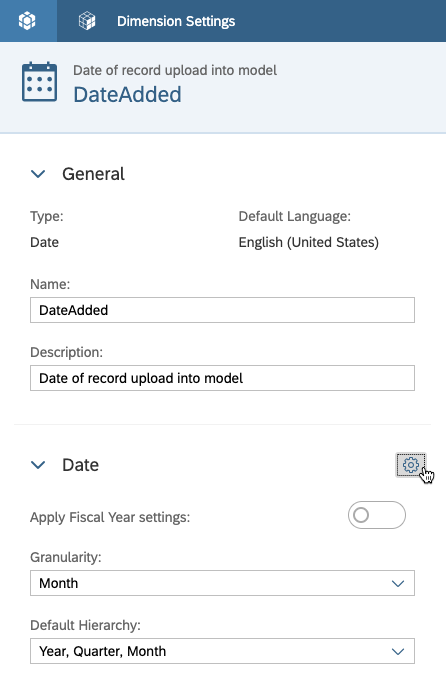 Dimension Settings
Date of record upload into model
DateAdded
General
Type:
Default Language:
Date
English (United States)
Name:
DateAdded
Description:
Date of record upload into model
Date
Apply Fiscal Year settings:
Granularity:
Month
Default Hierarchy:
Year, Quarter, Month